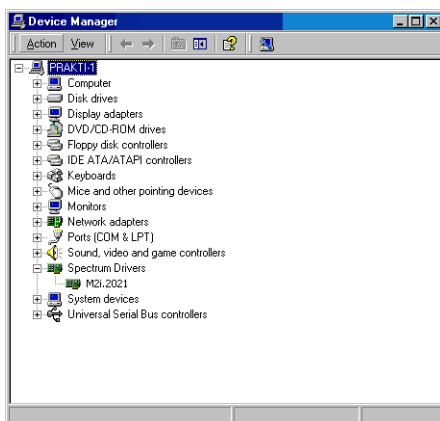 Device Manager
Action View
PRAKTI-1
Computer
Disk drives
Display adapters
DVD/CD-ROM drives
Floppy disk controllers
IDE ATA/ATAPI controllers
Keyboards
Mice and other pointing devices
Monitors
Network adapters
Ports (COM & LPT)
Sound, video and game controllers
Spectrum Drivers
M2i.2021
System devices
Universal Serial Bus controllers